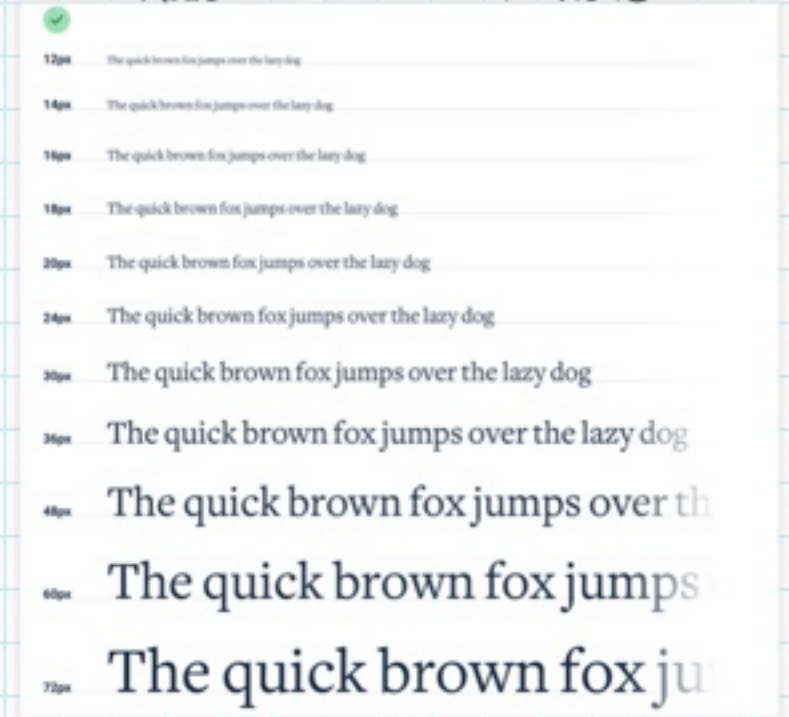 12px The quick brown fox jumps over the lazy dog
14px The quick brown fox jumps over the lazy dog
16px The quick brown fox jumps over the lazy dog
18px The quick brown fox jumps over the lazy dog
20px The quick brown fox jumps over the lazy dog
24px The quick brown fox jumps over the lazy dog
30px The quick brown fox jumps over the lazy dog
36px The quick brown fox jumps over the lazy dog
48px The quick brown fox jumps over th
60px The quick brown fox jumps
72px The quick brown fox ju